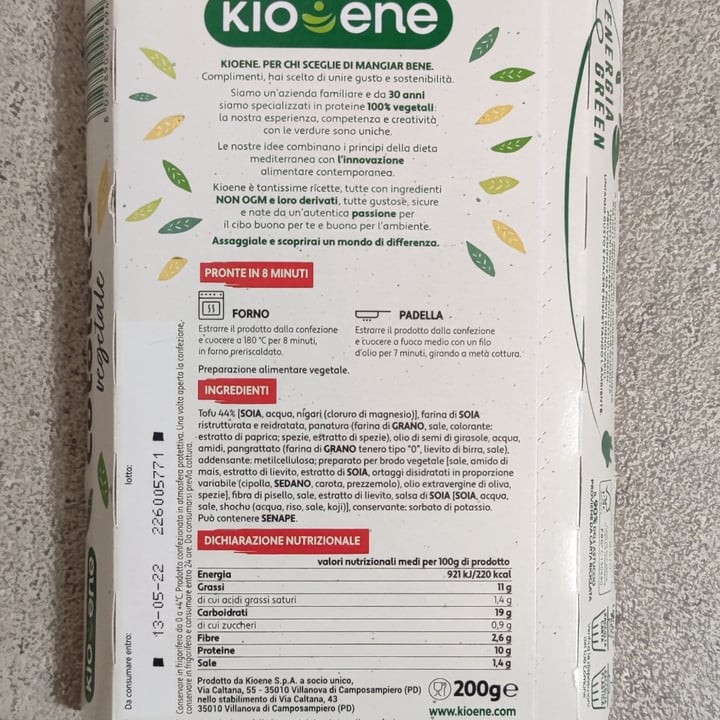 KIOENE
KIOENE. PER CHI SCEGLIE DI MANGIAR BENE.
Complimenti, hai scelto di unire gusto e sostenibilità.
Siamo un'azienda familiare e da 30 anni
siamo specializzati in proteine 100% vegetali:
la nostra esperienza, competenza e creatività
con le verdure sono uniche.
Le nostre idee combinano i principi della dieta
mediterranea con l'innovazione
alimentare contemporanea.
Kioene è tantissime ricette, tutte con ingredienti
NON OGM e loro derivati, tutte gustose, sicure
e nate da un'autentica passione per
il cibo buono per te e buono per l'ambiente.
Assaggiale e scoprirai un mondo di differenza.
PRONTE IN 8 MINUTI
FORNO
Estrarre il prodotto dalla confezione
e cuocere a 180 °C per 8 minuti,
in forno preriscaldato.
PADELLA
Estrarre il prodotto dalla confezione
e cuocere a fuoco medio con un filo
d'olio per 7 minuti, girando a metà cottura.
Preparazione alimentare vegetale.
INGREDIENTI
Tofu 44% [SOIA, acqua, nigari (cloruro di magnesio)], farina di SOIA
ristrutturata e reidratata, panatura (farina di GRANO, sale, colorante:
estratto di paprica; spezie, estratto di spezie), olio di semi di girasole, acqua,
amidi, pangrattato (farina di GRANO tenero tipo "0", lievito di birra, sale),
addensante: metilcellulosa; preparato per brodo vegetale [sale, amido di
mais, estratto di lievito, estratto di SOIA, ortaggi disidratati in proporzione
variabile (cipolla, SEDANO, carota, prezzemolo), olio extravergine di oliva,
spezie], fibra di pisello, sale, estratto di lievito, salsa di SOIA [SOIA, acqua,
sale, shochu (acqua, riso, sale, koji)], conservante: sorbato di potassio.
Può contenere SENAPE.
DICHIARAZIONE NUTRIZIONALE
valori nutrizionali medi per 100g di prodotto
Energia 921 kJ/220 kcal
Grassi 11 g
di cui acidi grassi saturi 1,4 g
Carboidrati 19 g
di cui zuccheri 0,9 g
Fibre 2,6 g
Proteine 10 g
Sale 1,4 g
Prodotto da Kioene S.p.A. a socio unico,
Via Caltana, 55 - 35010 Villanova di Camposampiero (PD)
nello stabilimento di Via Caltana, 43
35010 Villanova di Camposampiero (PD)
200g e
www.kioene.com
Da consumare entro: lotto:
13-05-22 226005771
Conservare in frigorifero da 0 a +4°C. Prodotto confezionato in atmosfera protettiva. Una volta aperta la confezione,
conservare in frigorifero e consumare entro 24 ore. Da consumarsi previa cottura.
vegetale
KIOENE
ENERGIA
GREEN